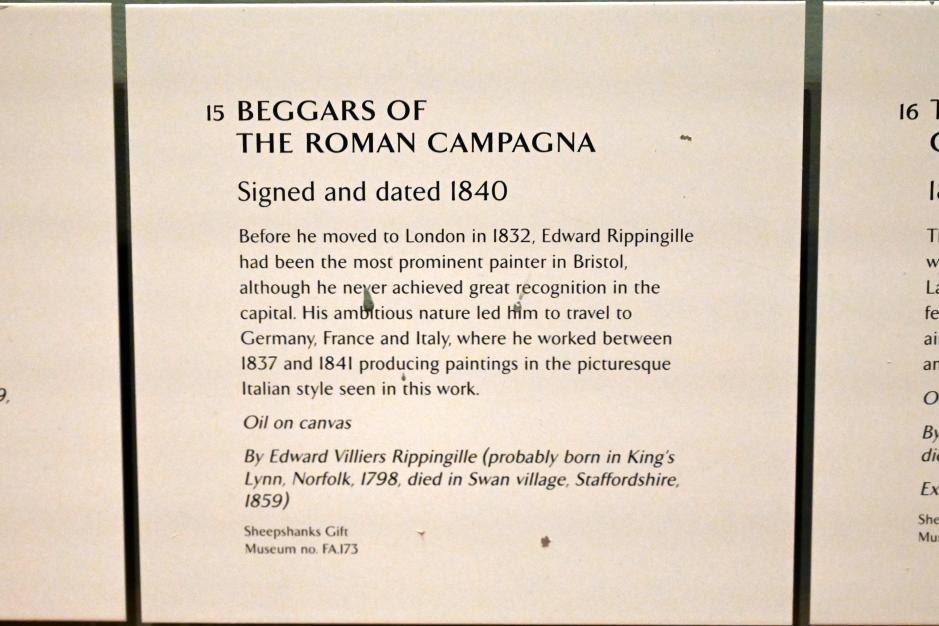 9,
15 BEGGARS OF
THE ROMAN CAMPAGNA
Signed and dated 1840
Before he moved to London in 1832, Edward Rippingille
had been the most prominent painter in Bristol,
although he never achieved great recognition in the
capital. His ambitious nature led him to travel to
Germany, France and Italy, where he worked between
1837 and 1841 producing paintings in the picturesque
Italian style seen in this work.
Oil on canvas
By Edward Villiers Rippingille (probably born in King's
Lynn, Norfolk, 1798, died in Swan village, Staffordshire,
1859)
Sheepshanks Gift
Museum no. FA.173
16